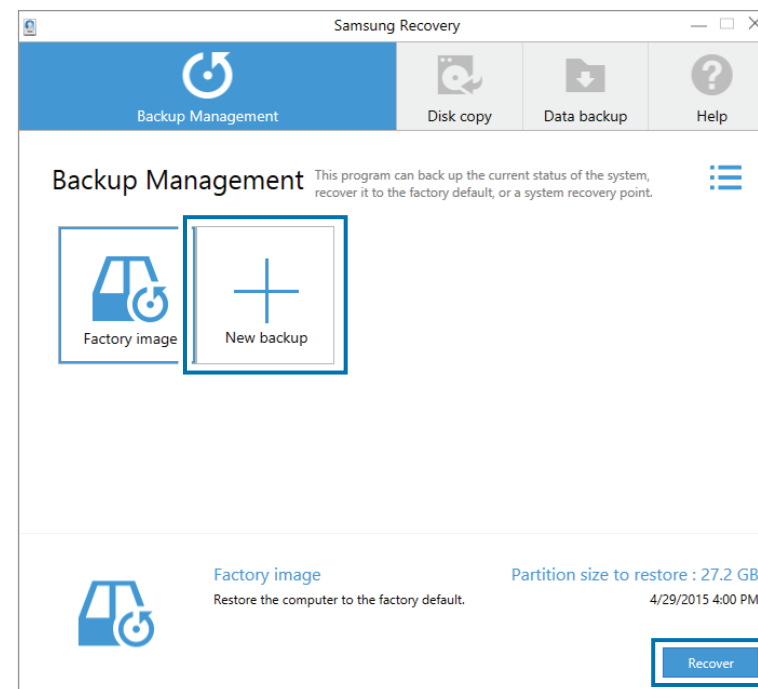 Samsung Recovery
Backup Management
Disk copy
Data backup
Help
Backup Management
This program can back up the current status of the system,
recover it to the factory default, or a system recovery point.
Factory image
New backup
Factory image
Partition size to restore : 27.2 GB
Restore the computer to the factory default.
4/29/2015 4:00 PM
Recover